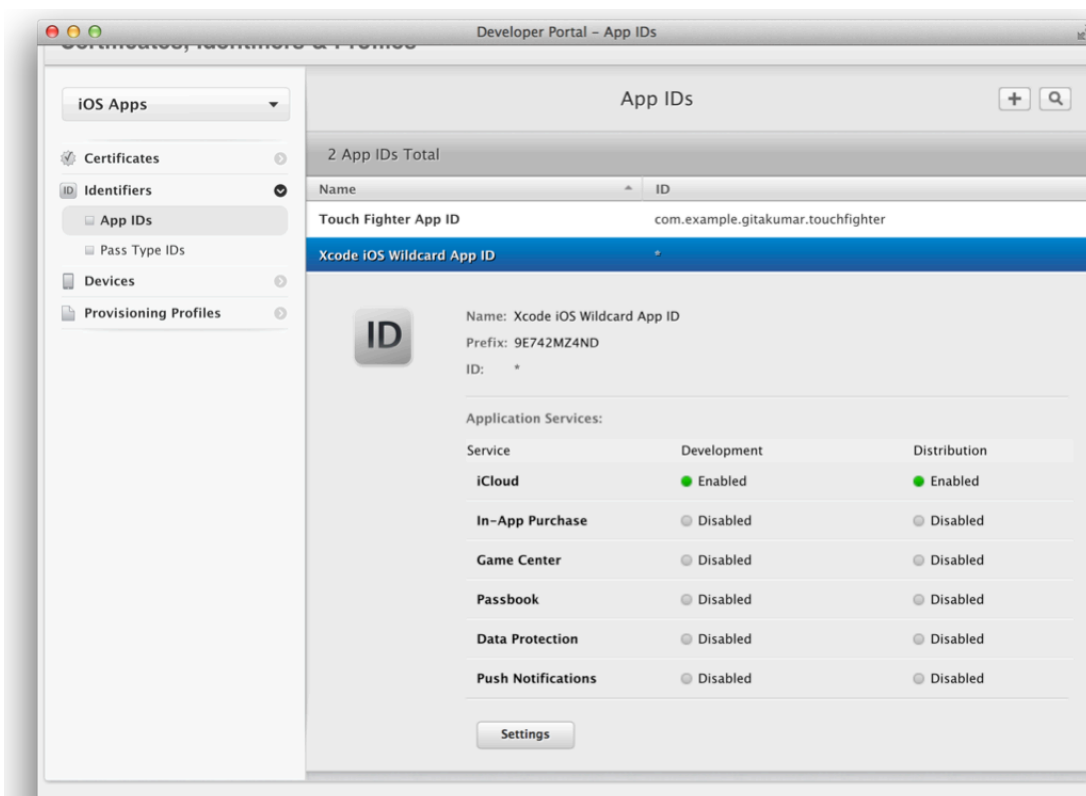 Developer Portal – App IDs
Certificates, Identifiers & Profiles
iOS Apps
Certificates
ID Identifiers
App IDs
Pass Type IDs
Devices
Provisioning Profiles
App IDs
2 App IDs Total
Name ID
Touch Fighter App ID com.example.gitakumar.touchfighter
Xcode iOS Wildcard App ID *
ID
Name: Xcode iOS Wildcard App ID
Prefix: 9E742MZ4ND
ID: *
Application Services:
Service Development Distribution
iCloud Enabled Enabled
In-App Purchase Disabled Disabled
Game Center Disabled Disabled
Passbook Disabled Disabled
Data Protection Disabled Disabled
Push Notifications Disabled Disabled
Settings